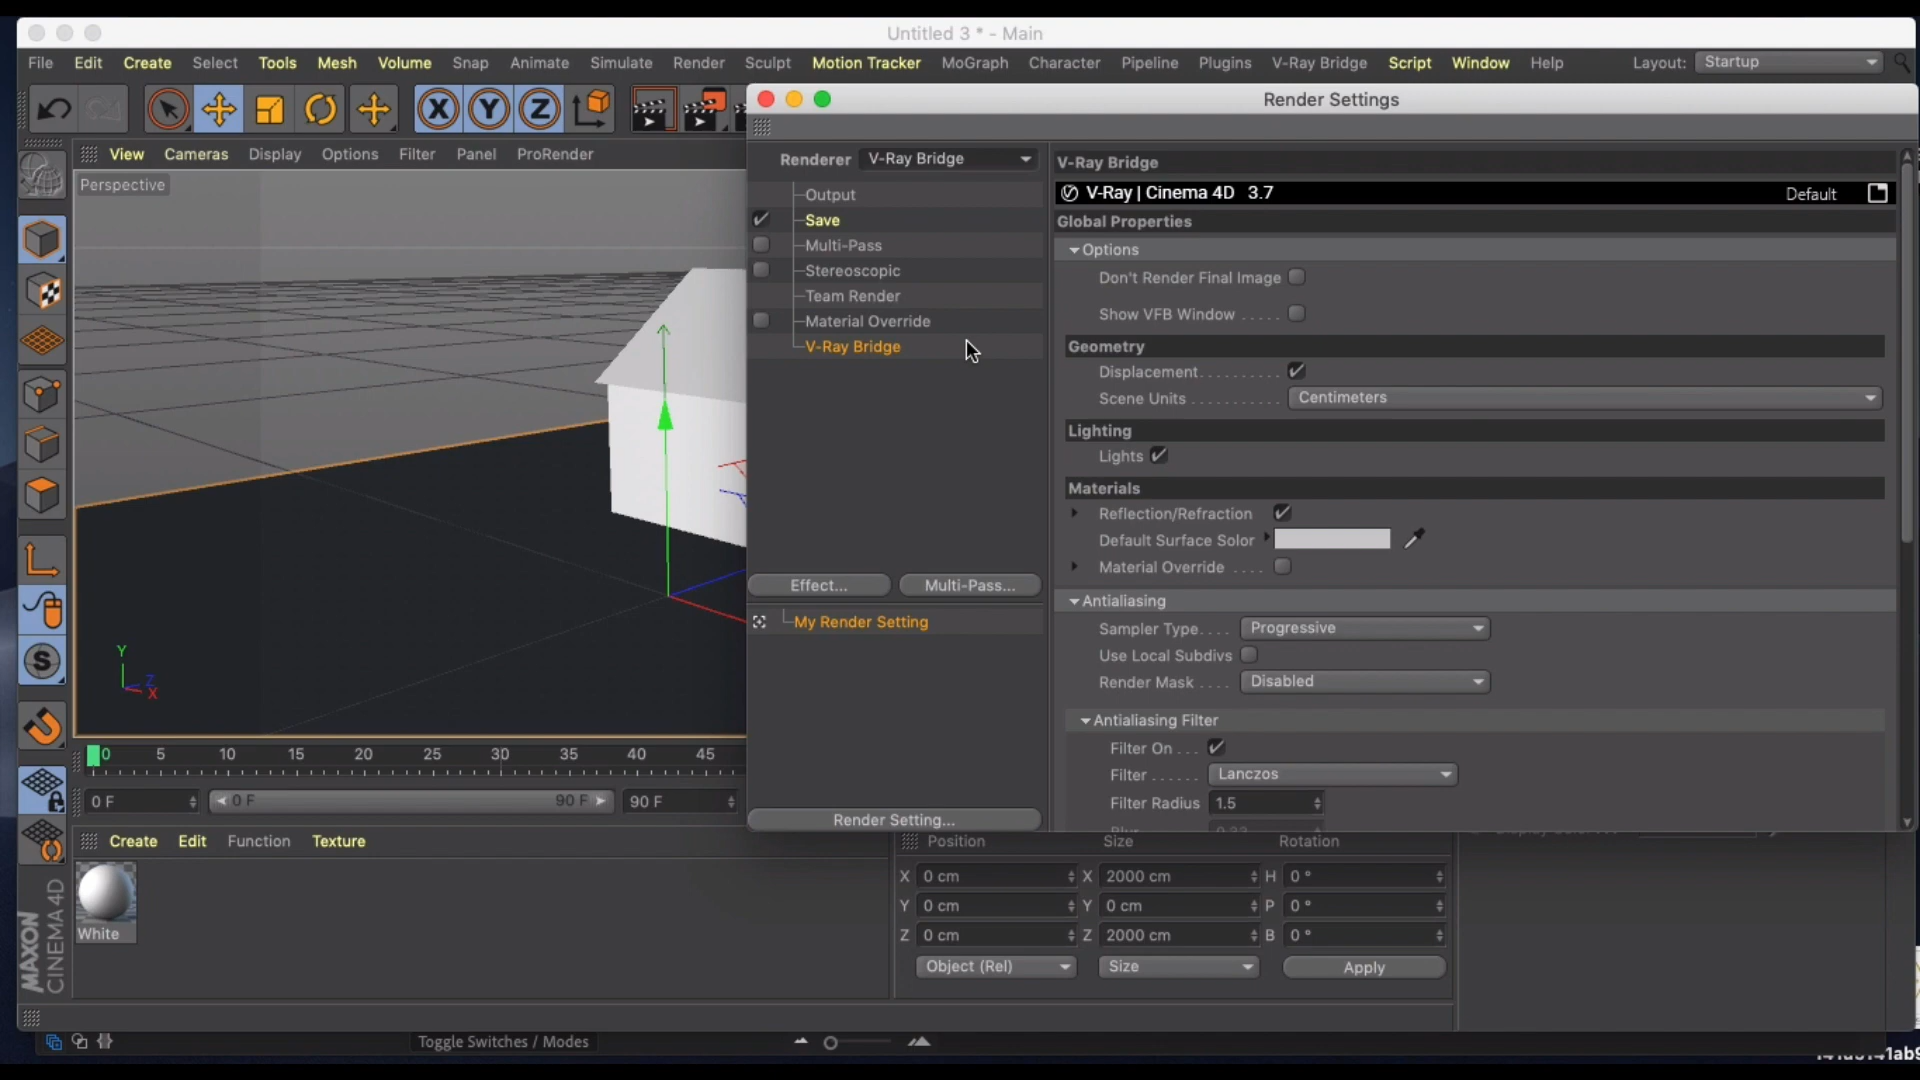 Untitled 3 * - Main
File Edit Create Select Tools Mesh Volume Snap Animate Simulate Render Sculpt Motion Tracker MoGraph Character Pipeline Plugins V-Ray Bridge Script Window Help Layout: Startup
X Y Z
Render Settings
View Cameras Display Options Filter Panel ProRender
Perspective
Renderer V-Ray Bridge
Output
Save
Multi-Pass
Stereoscopic
Team Render
Material Override
V-Ray Bridge
Effect... Multi-Pass...
My Render Setting
Render Setting...
V-Ray Bridge
V-Ray | Cinema 4D 3.7 Default
Global Properties
Options
Don't Render Final Image
Show VFB Window .....
Geometry
Displacement..........
Scene Units ........... Centimeters
Lighting
Lights
Materials
Reflection/Refraction
Default Surface Color
Material Override ....
Antialiasing
Sampler Type.... Progressive
Use Local Subdivs
Render Mask .... Disabled
Antialiasing Filter
Filter On ...
Filter ...... Lanczos
Filter Radius 1.5
Y
Z
X
S
0 5 10 15 20 25 30 35 40 45
0 F 0 F 90 F 90 F
Create Edit Function Texture
White
MAXON
CINEMA 4D
Position Size Rotation
X 0 cm X 2000 cm H 0 °
Y 0 cm Y 0 cm P 0 °
Z 0 cm Z 2000 cm B 0 °
Object (Rel) Size Apply
Toggle Switches / Modes